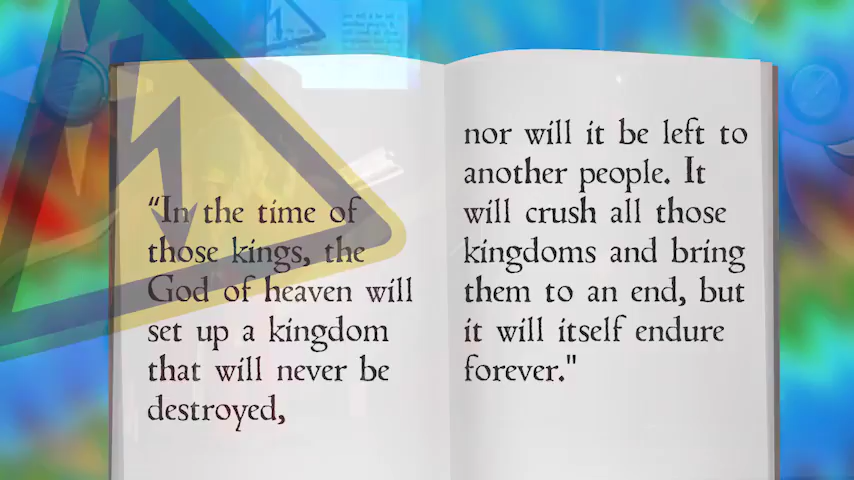 “In the time of
those kings, the
God of heaven will
set up a kingdom
that will never be
destroyed,
nor will it be left to
another people. It
will crush all those
kingdoms and bring
them to an end, but
it will itself endure
forever."